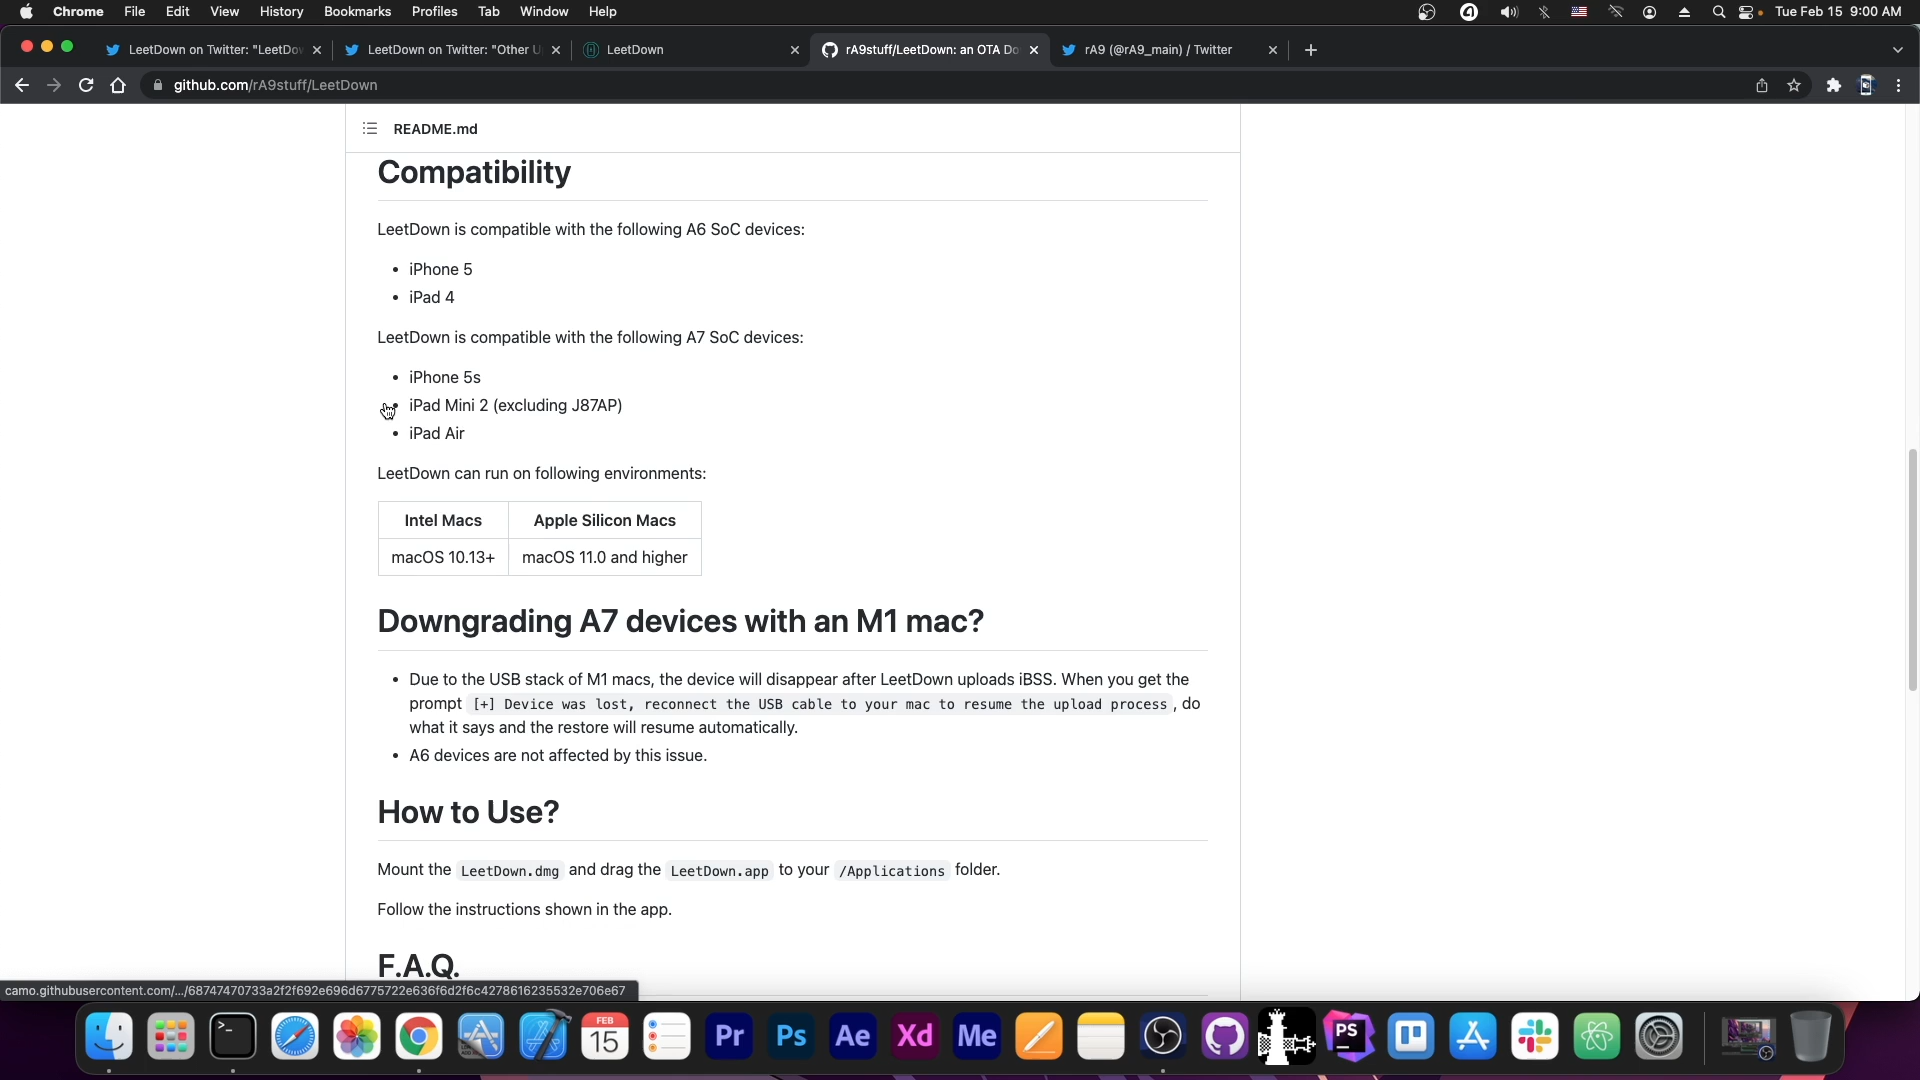 Chrome File Edit View History Bookmarks Profiles Tab Window Help Tue Feb 15 9:00 AM
LeetDown on Twitter: "LeetDov LeetDown on Twitter: "Other U LeetDown rA9stuff/LeetDown: an OTA Do rA9 (@rA9_main) / Twitter
github.com/rA9stuff/LeetDown
README.md
Compatibility
LeetDown is compatible with the following A6 SoC devices:
• iPhone 5
• iPad 4
LeetDown is compatible with the following A7 SoC devices:
• iPhone 5s
• iPad Mini 2 (excluding J87AP)
• iPad Air
LeetDown can run on following environments:
Intel Macs Apple Silicon Macs
macOS 10.13+ macOS 11.0 and higher
Downgrading A7 devices with an M1 mac?
• Due to the USB stack of M1 macs, the device will disappear after LeetDown uploads iBSS. When you get the
prompt [+] Device was lost, reconnect the USB cable to your mac to resume the upload process , do
what it says and the restore will resume automatically.
• A6 devices are not affected by this issue.
How to Use?
Mount the LeetDown.dmg and drag the LeetDown.app to your /Applications folder.
Follow the instructions shown in the app.
F.A.Q.
camo.githubusercontent.com/.../68747470733a2f2f692e696d6775722e636f6d2f6c4278616235532e706e67
FEB
15
Pr Ps Ae Xd Me PS